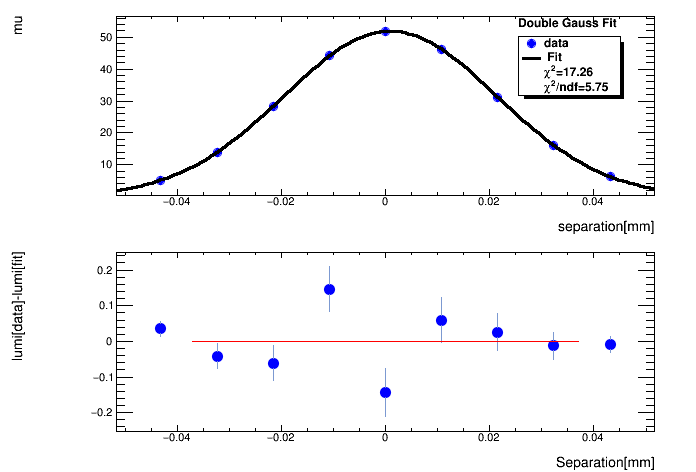 mu
Double Gauss Fit
data
Fit
χ²=17.26
χ²/ndf=5.75
50
40
30
20
10
−0.04 −0.02 0 0.02 0.04
separation[mm]
lumi[data]-lumi[fit]
0.2
0.1
0
−0.1
−0.2
−0.04 −0.02 0 0.02 0.04
Separation[mm]